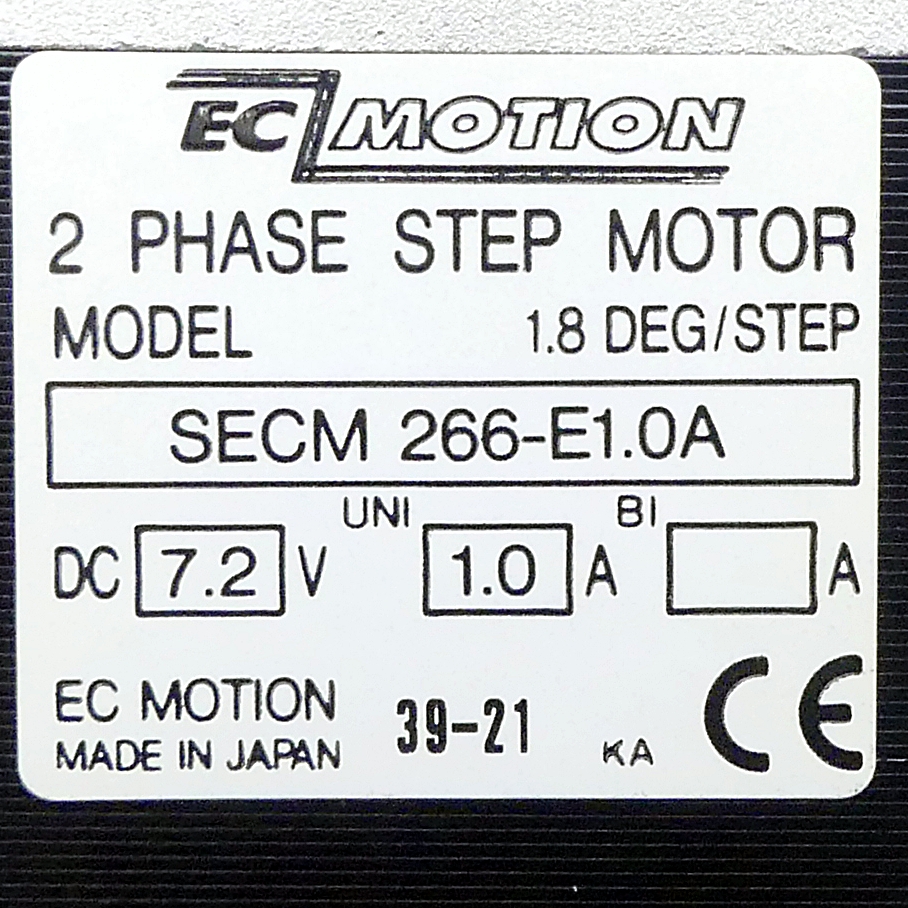 EC MOTION
2 PHASE STEP MOTOR
MODEL 1.8 DEG/STEP
SECM 266-E1.0A
UNI BI
DC 7.2 V 1.0 A A
EC MOTION 39-21 CE
MADE IN JAPAN KA